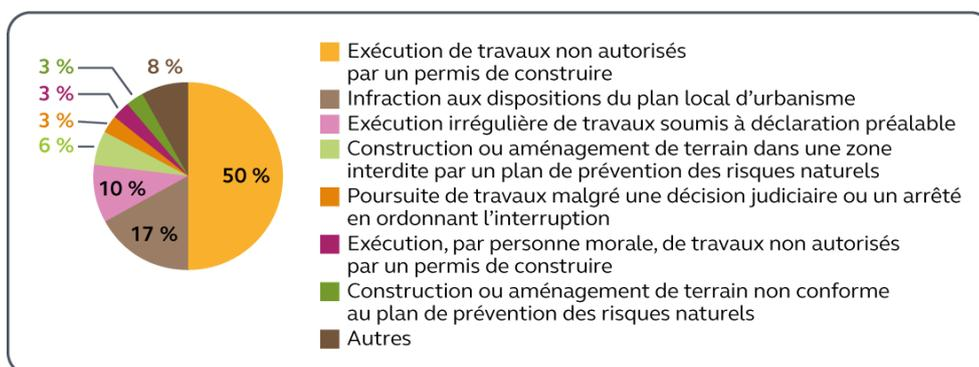 3 %
8 %
3 %
3 %
6 %
50 %
10 %
17 %
Exécution de travaux non autorisés
par un permis de construire
Infraction aux dispositions du plan local d’urbanisme
Exécution irrégulière de travaux soumis à déclaration préalable
Construction ou aménagement de terrain dans une zone
interdite par un plan de prévention des risques naturels
Poursuite de travaux malgré une décision judiciaire ou un arrêté
en ordonnant l’interruption
Exécution, par personne morale, de travaux non autorisés
par un permis de construire
Construction ou aménagement de terrain non conforme
au plan de prévention des risques naturels
Autres